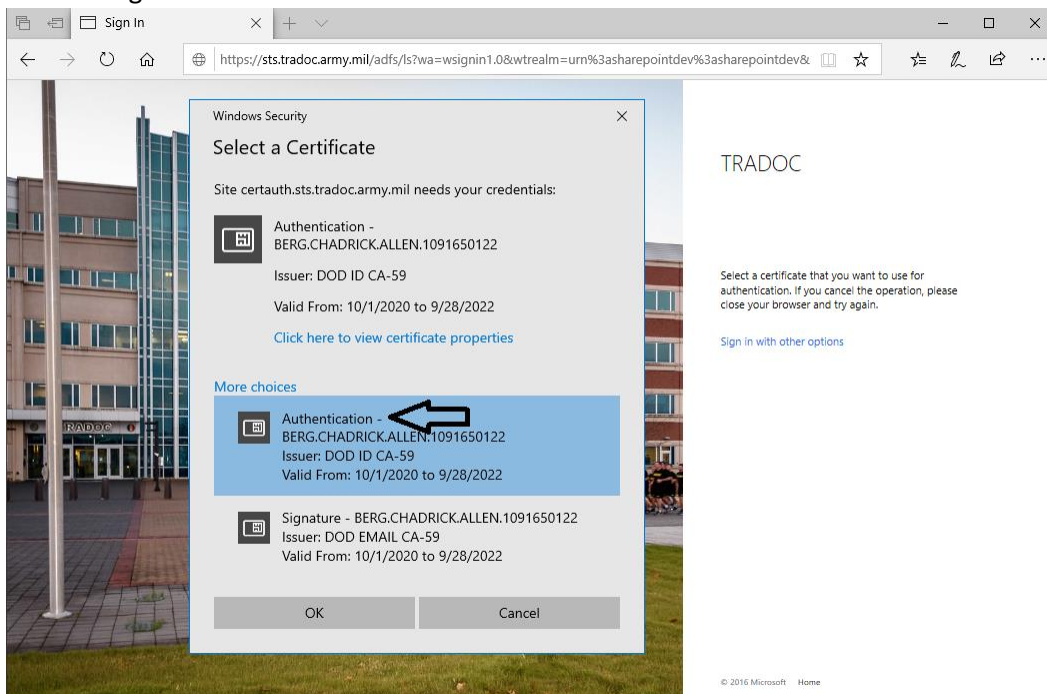 Sign In
https://sts.tradoc.army.mil/adfs/ls?wa=wsignin1.0&wtrealm=urn%3asharepointdev%3asharepointdev&
Windows Security
Select a Certificate
Site certauth.sts.tradoc.army.mil needs your credentials:
Authentication -
BERG.CHADRICK.ALLEN.1091650122
Issuer: DOD ID CA-59
Valid From: 10/1/2020 to 9/28/2022
Click here to view certificate properties
More choices
Authentication -
BERG.CHADRICK.ALLEN.1091650122
Issuer: DOD ID CA-59
Valid From: 10/1/2020 to 9/28/2022
Signature - BERG.CHADRICK.ALLEN.1091650122
Issuer: DOD EMAIL CA-59
Valid From: 10/1/2020 to 9/28/2022
OK
Cancel
TRADOC
TRADOC
Select a certificate that you want to use for
authentication. If you cancel the operation, please
close your browser and try again.
Sign in with other options
© 2016 Microsoft Home